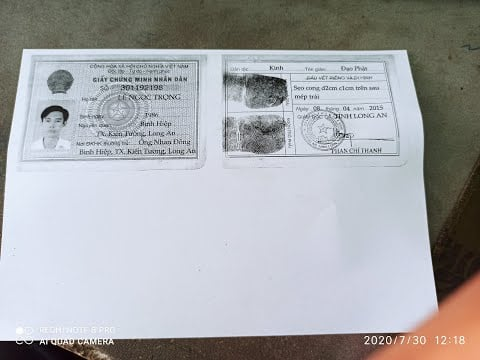 CỘNG HÒA XÃ HỘI CHỦ NGHĨA VIỆT NAM
Độc lập - Tự do - Hạnh phúc
GIẤY CHỨNG MINH NHÂN DÂN
SỐ 301192198
Họ tên LÊ NGỌC TRỌNG
Sinh ngày
Nguyên quán Bình Hiệp
TX. Kiến Tường, Long An
Nơi ĐKHK thường trú Ông Nhan Đông
Bình Hiệp, TX. Kiến Tường, Long An
Dân tộc: Kinh Tôn giáo: Đạo Phật
DẤU VẾT RIÊNG VÀ DỊ HÌNH
Sẹo cong d2cm c1cm trên sau
mép trái
Ngày 08 tháng 04 năm 2015
GIÁM ĐỐC CA TỈNH LONG AN
PHAN CHÍ THANH
REDMI NOTE 8 PRO
AI QUAD CAMERA
2020/7/30 12:18